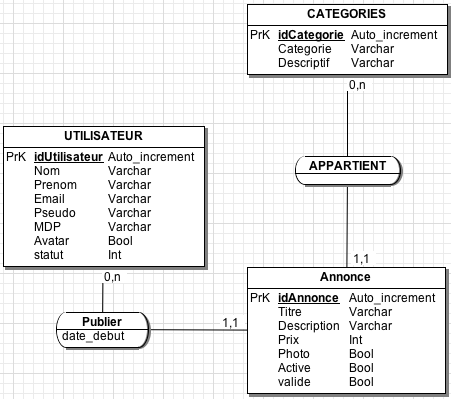 CATEGORIES
PrK idCategorie Auto_increment
Categorie Varchar
Descriptif Varchar
0,n
UTILISATEUR
PrK idUtilisateur Auto_increment
Nom Varchar
Prenom Varchar
Email Varchar
Pseudo Varchar
MDP Varchar
Avatar Bool
statut Int
APPARTIENT
1,1
0,n
Publier
date_debut
1,1
Annonce
PrK idAnnonce Auto_increment
Titre Varchar
Description Varchar
Prix Int
Photo Bool
Active Bool
valide Bool